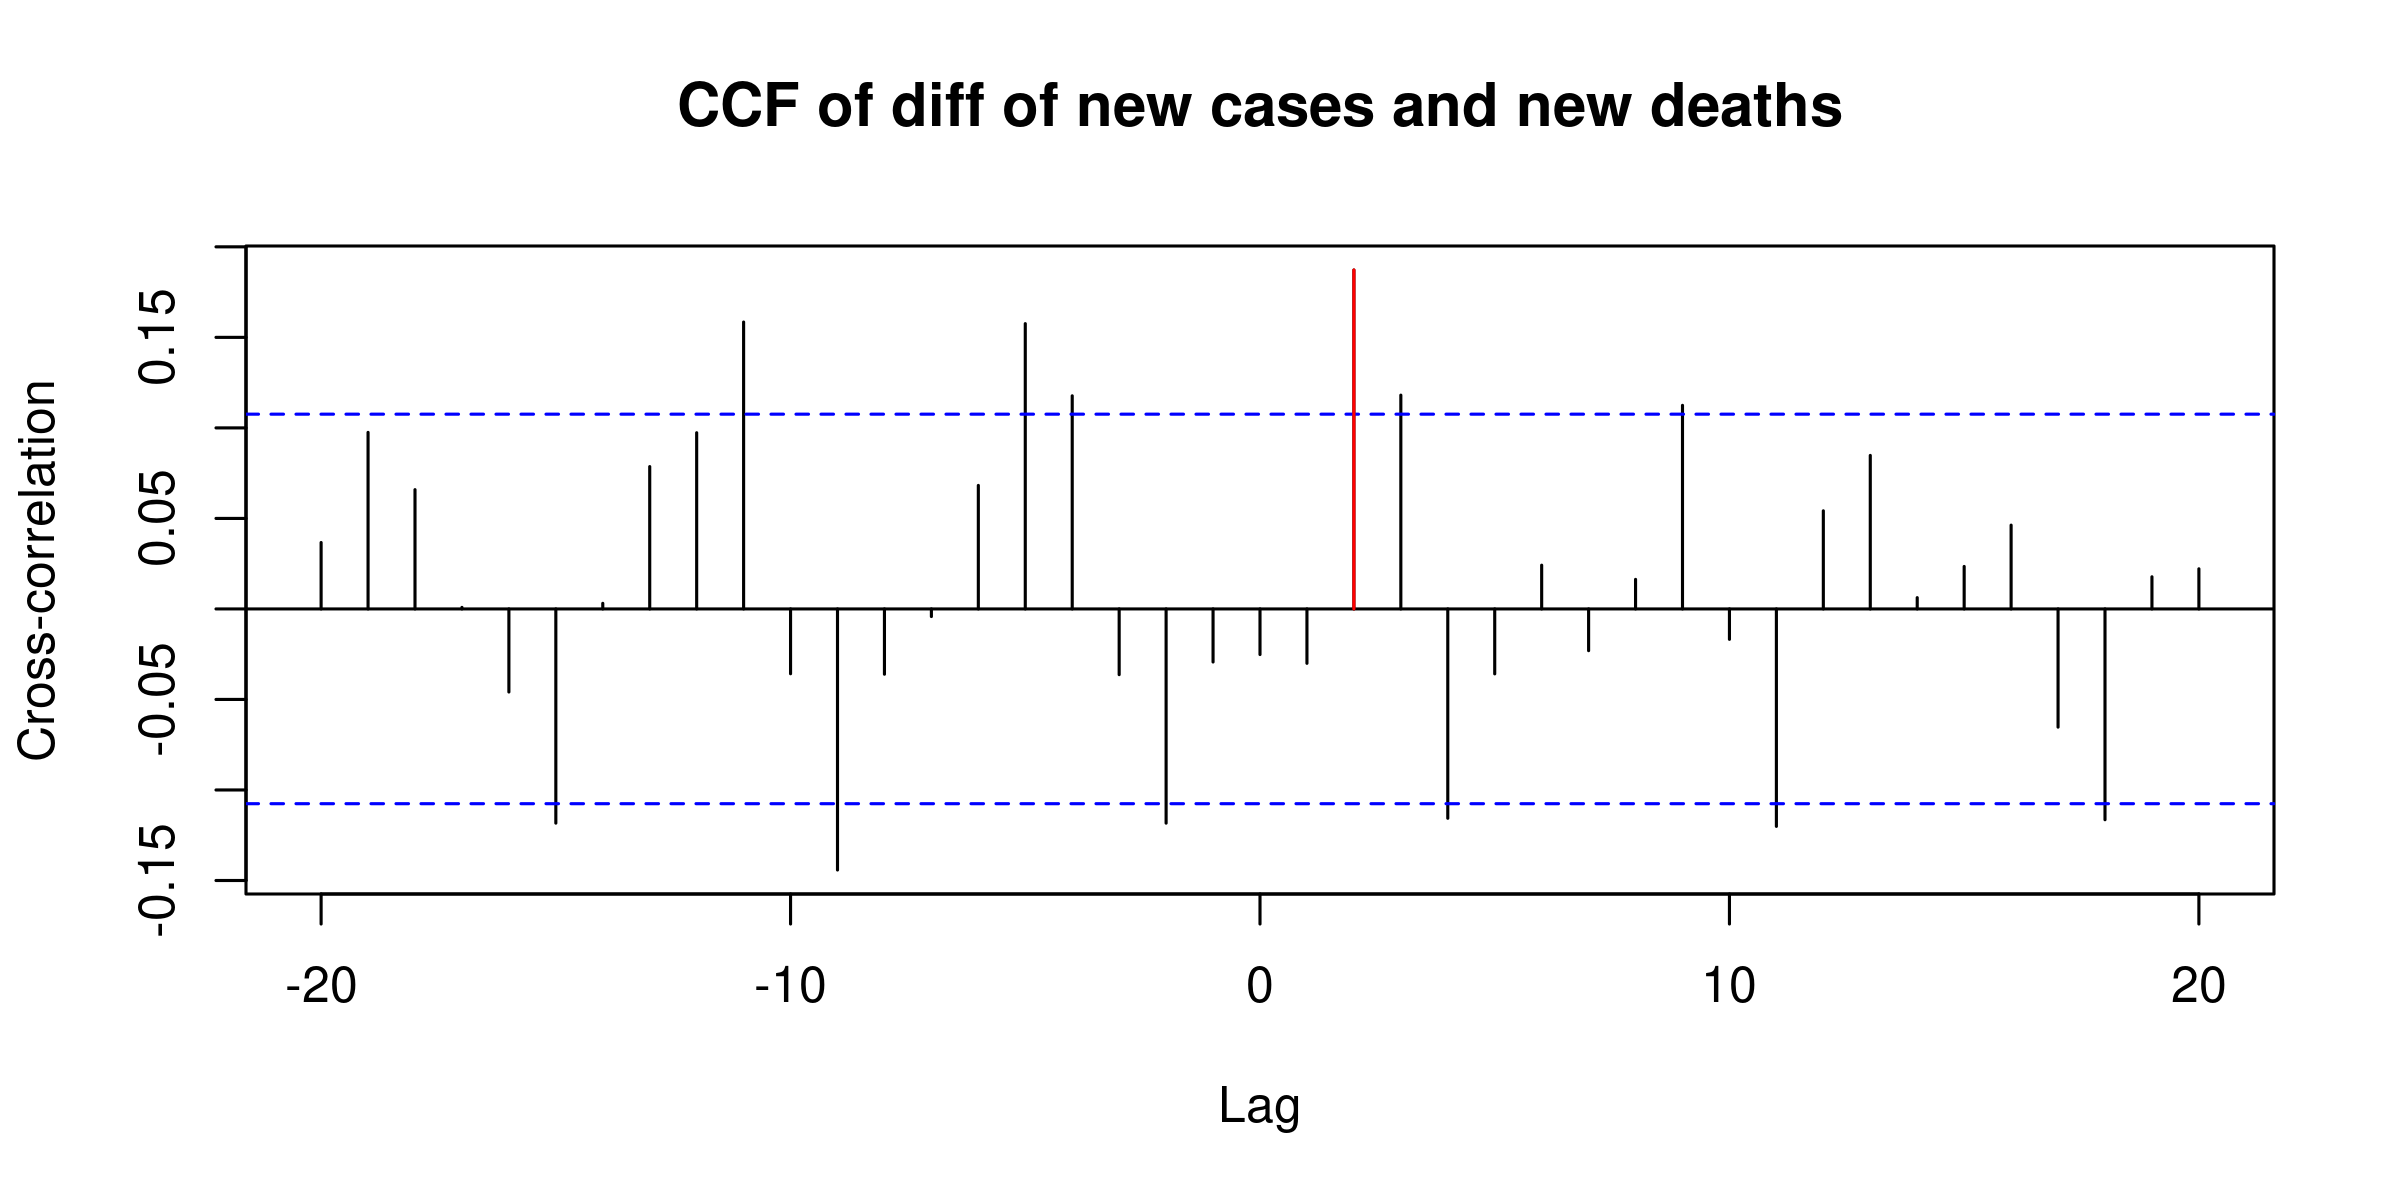 CCF of diff of new cases and new deaths
Cross-correlation
0.15
0.05
-0.05
-0.15
-20 -10 0 10 20
Lag